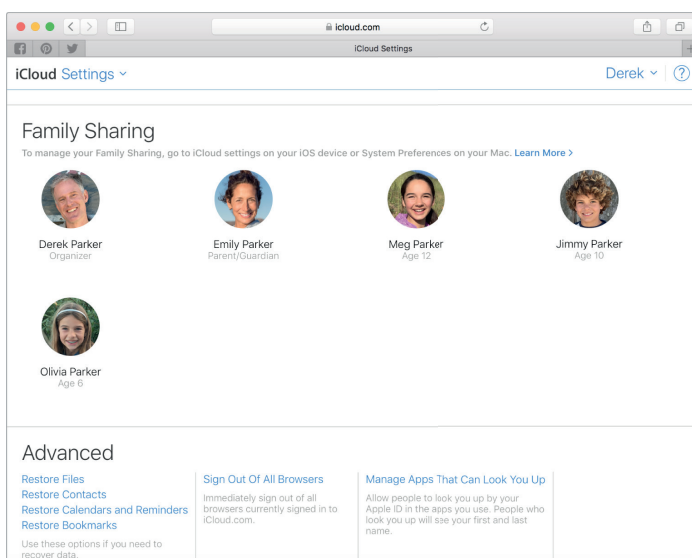 icloud.com
iCloud Settings
iCloud Settings
Derek
?
Family Sharing
To manage your Family Sharing, go to iCloud settings on your iOS device or System Preferences on your Mac. Learn More >
Derek Parker
Organizer
Emily Parker
Parent/Guardian
Meg Parker
Age 12
Jimmy Parker
Age 10
Olivia Parker
Age 6
Advanced
Restore Files
Restore Contacts
Restore Calendars and Reminders
Restore Bookmarks
Use these options if you need to
recover data.
Sign Out Of All Browsers
Immediately sign out of all
browsers currently signed in to
iCloud.com.
Manage Apps That Can Look You Up
Allow people to look you up by your
Apple ID in the apps you use. People who
look you up will see your first and last
name.